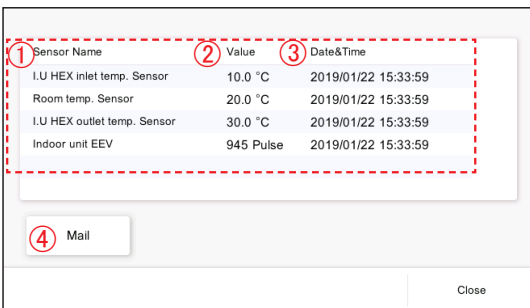 ① Sensor Name ② Value ③ Date&Time
I.U HEX inlet temp. Sensor 10.0 °C 2019/01/22 15:33:59
Room temp. Sensor 20.0 °C 2019/01/22 15:33:59
I.U HEX outlet temp. Sensor 30.0 °C 2019/01/22 15:33:59
Indoor unit EEV 945 Pulse 2019/01/22 15:33:59
④ Mail
Close